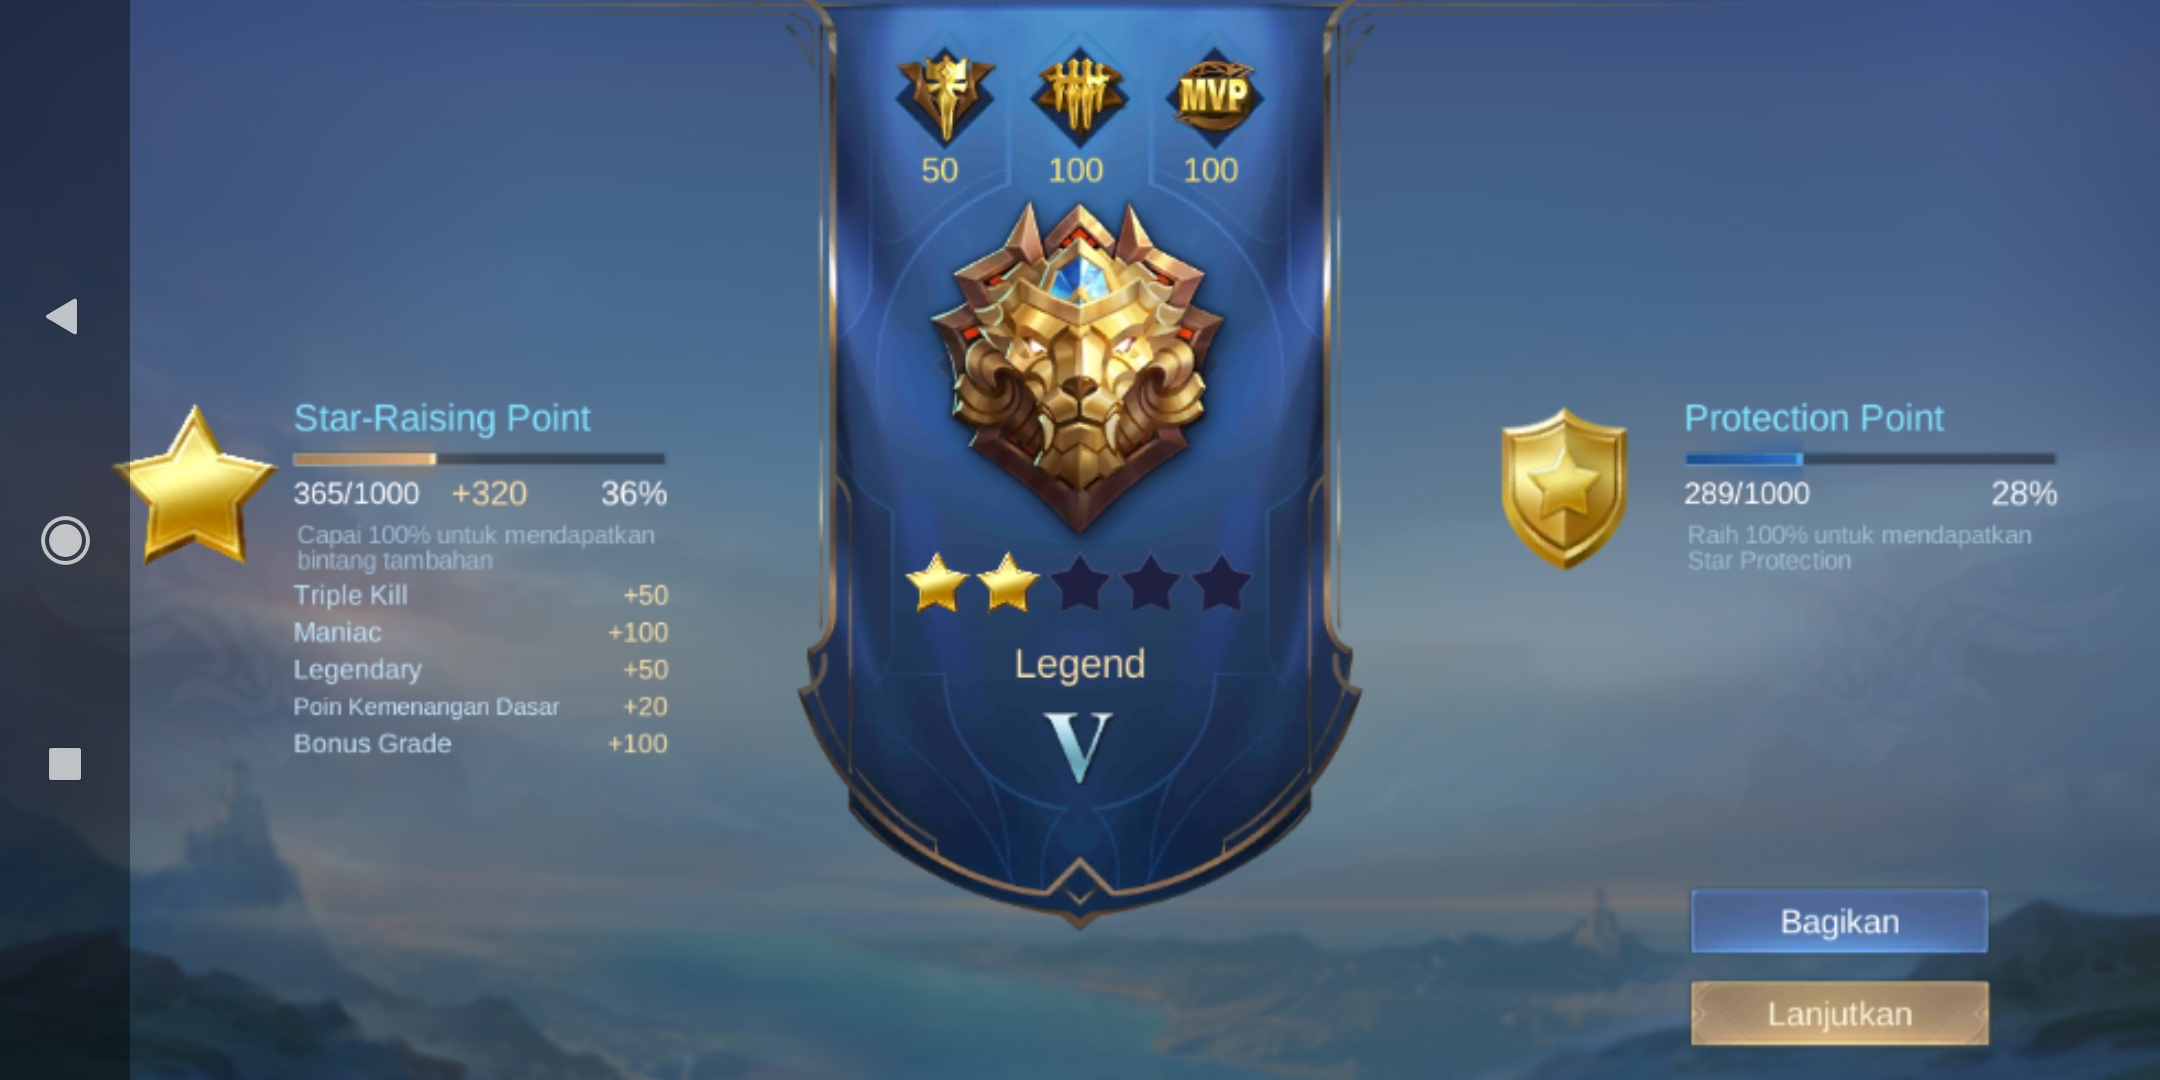 MVP
50 100 100
Star-Raising Point
365/1000 +320 36%
Capai 100% untuk mendapatkan
bintang tambahan
Triple Kill +50
Maniac +100
Legendary +50
Poin Kemenangan Dasar +20
Bonus Grade +100
Legend
V
Protection Point
289/1000 28%
Raih 100% untuk mendapatkan
Star Protection
Bagikan
Lanjutkan